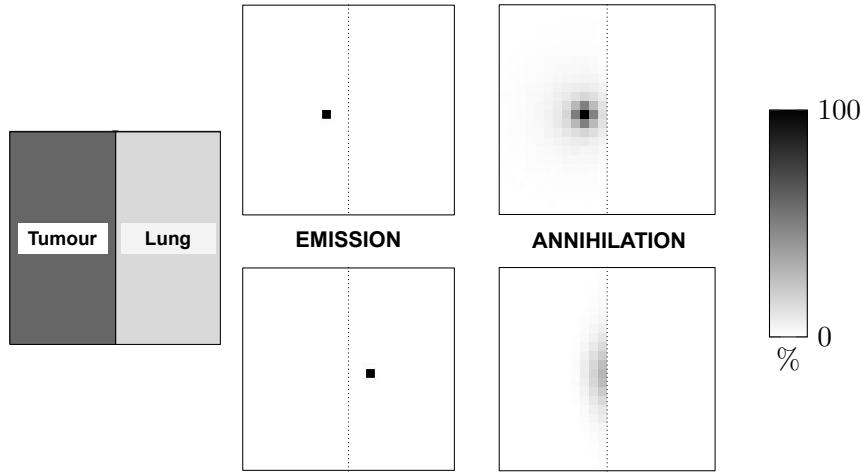 Tumour
Lung
EMISSION
ANNIHILATION
100
0
%